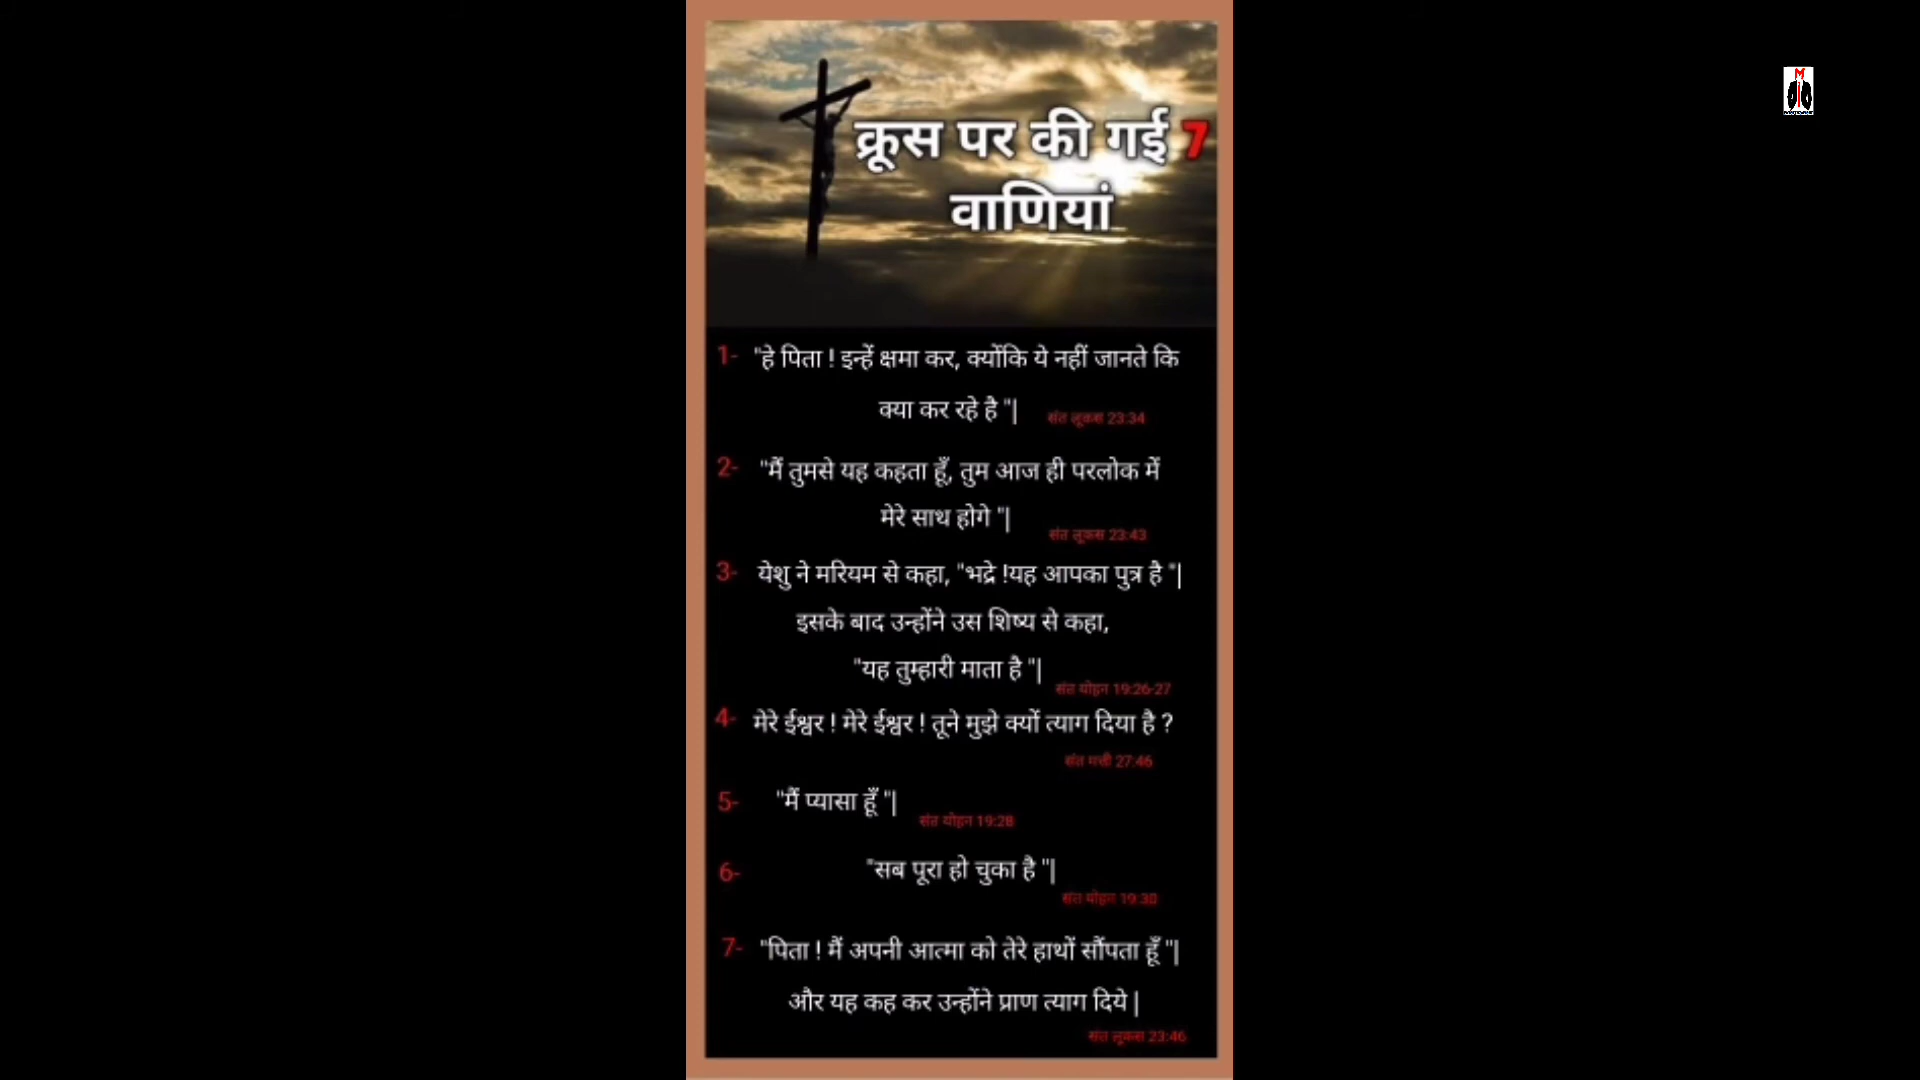 क्रूस पर की गई 7
वाणियां
1- "हे पिता ! इन्हें क्षमा कर, क्योंकि ये नहीं जानते कि
क्या कर रहे है "|
संत लूकस 23:34
2- "मैं तुमसे यह कहता हूँ, तुम आज ही परलोक में
मेरे साथ होगे "|
संत लूकस 23:43
3- येशु ने मरियम से कहा, "भद्रे !यह आपका पुत्र है "|
इसके बाद उन्होंने उस शिष्य से कहा,
"यह तुम्हारी माता है "|
संत योहन 19:26-27
4- मेरे ईश्वर ! मेरे ईश्वर ! तूने मुझे क्यों त्याग दिया है ?
संत मत्ती 27:46
5- "मैं प्यासा हूँ "|
संत योहन 19:28
6- "सब पूरा हो चुका है "|
संत योहन 19:30
7- "पिता ! मैं अपनी आत्मा को तेरे हाथों सौंपता हूँ "|
और यह कह कर उन्होंने प्राण त्याग दिये |
संत लूकस 23:46